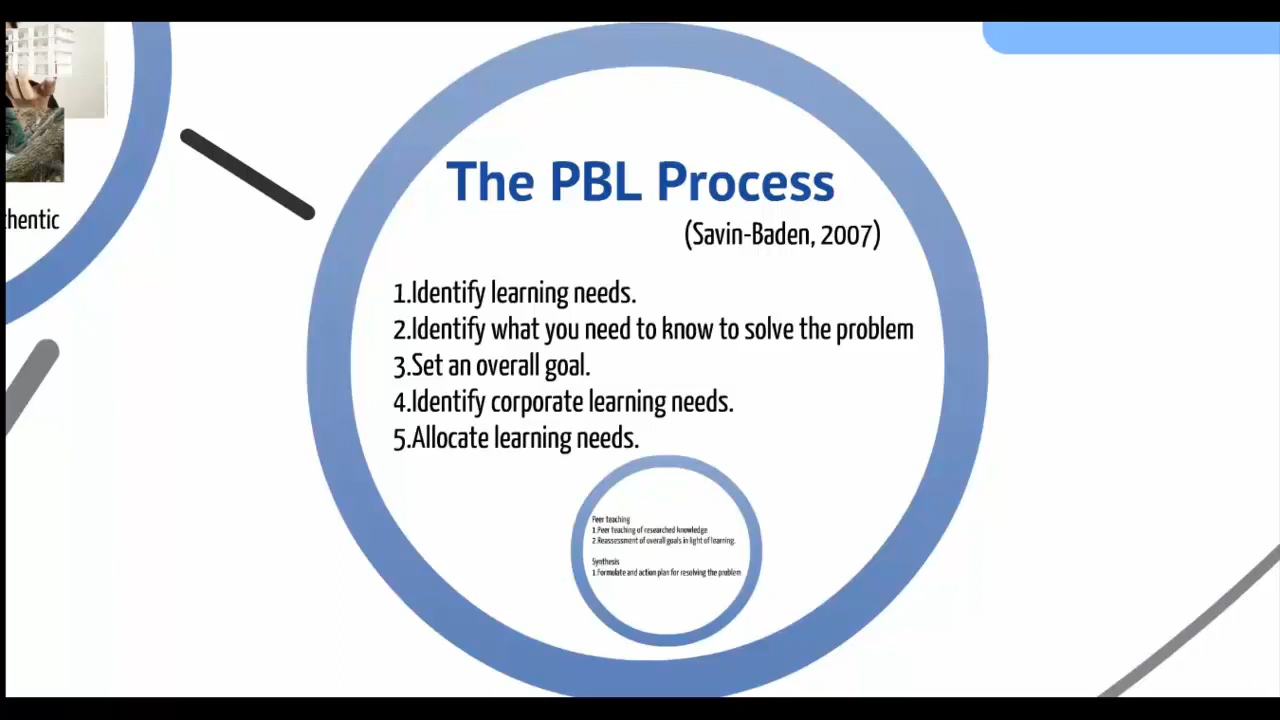 thentic
The PBL Process
(Savin-Baden, 2007)
1.Identify learning needs.
2.Identify what you need to know to solve the problem
3.Set an overall goal.
4.Identify corporate learning needs.
5.Allocate learning needs.
Peer teaching
1.Peer teaching of researched knowledge
2.Reassessment of overall goals in light of learning.
Synthesis
1.Formulate and action plan for resolving the problem